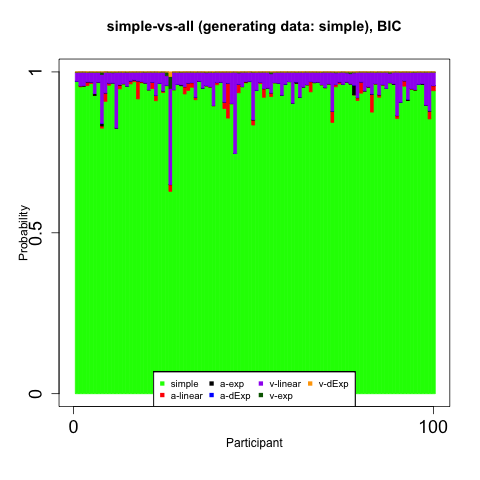 simple-vs-all (generating data: simple), BIC
1
0.5
0
Probability
simple a-exp v-linear v-dExp
a-linear a-dExp v-exp
0 100
Participant